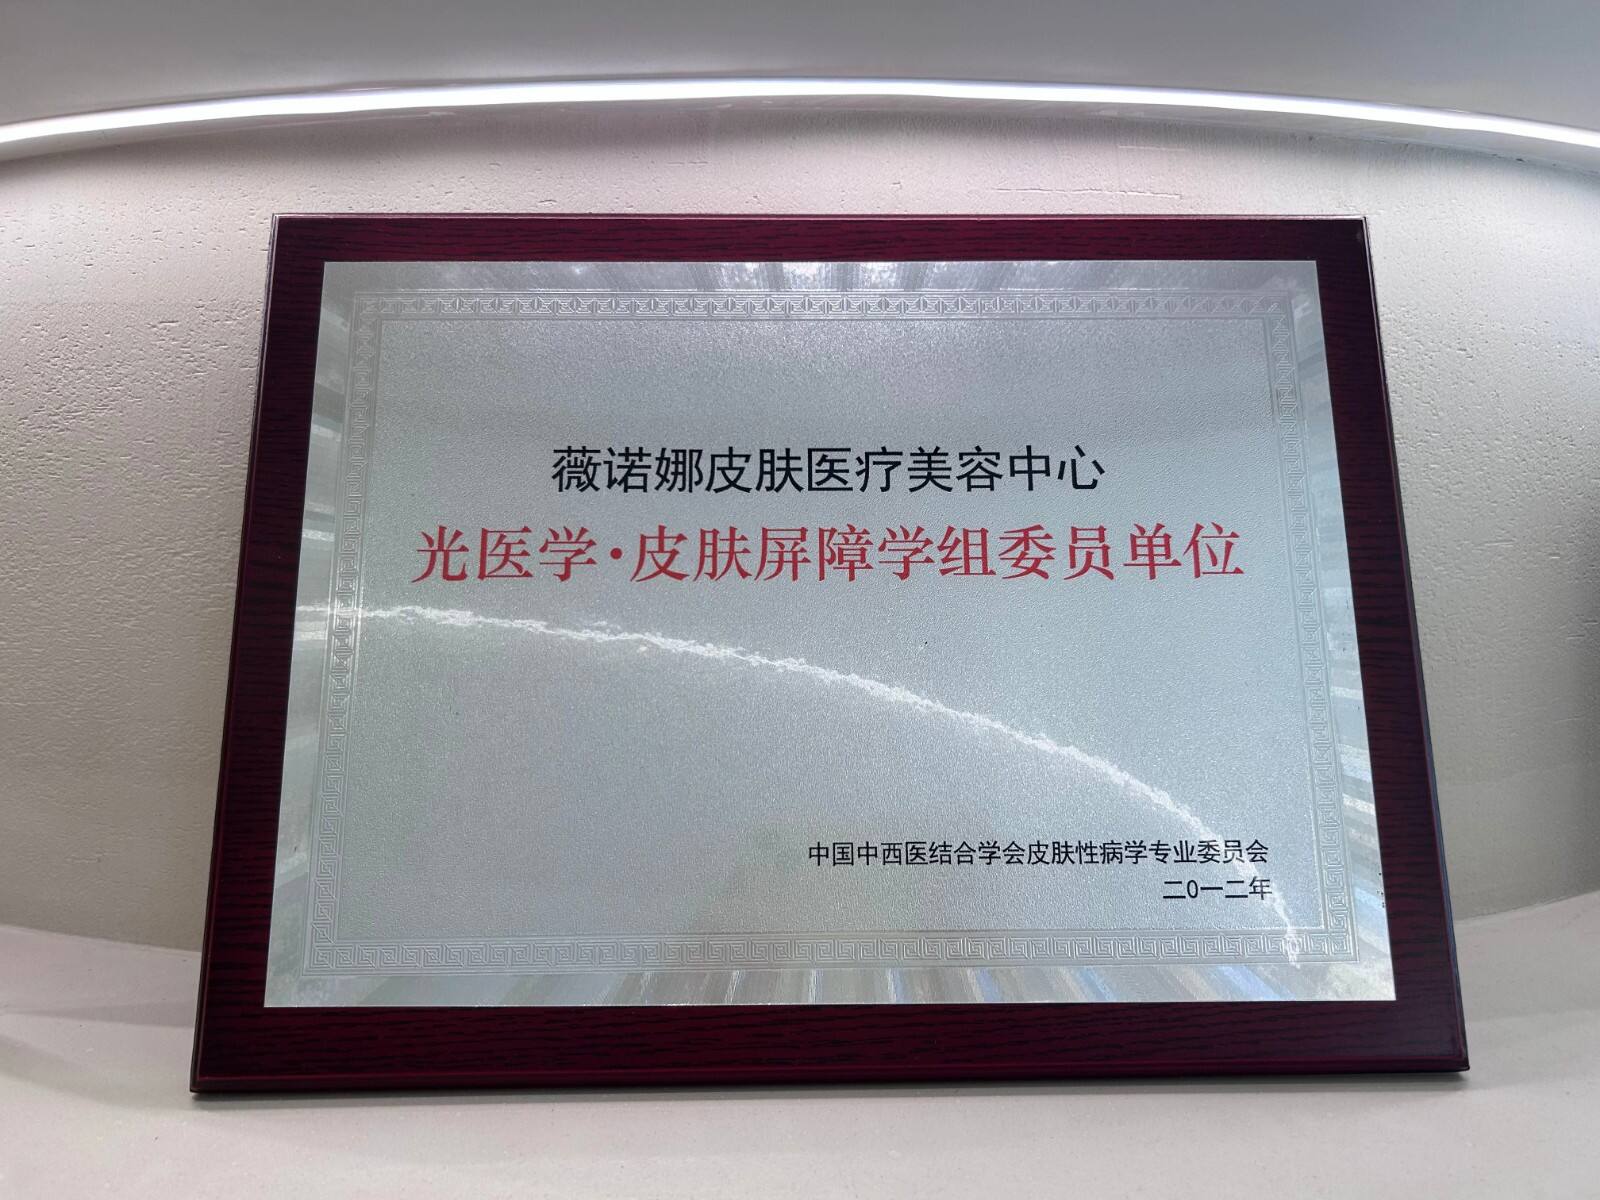 薇诺娜皮肤医疗美容中心
光医学·皮肤屏障学组委员单位
中国中西医结合学会皮肤性病学专业委员会
二0一二年